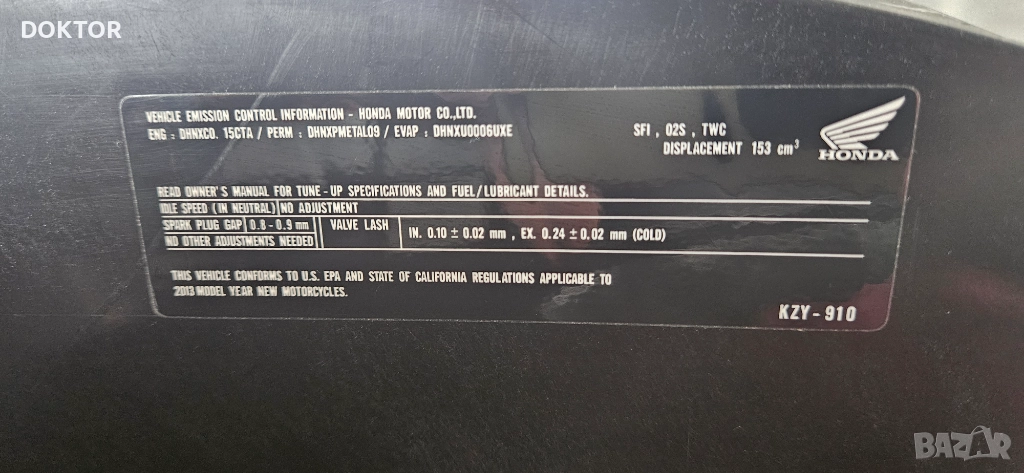 DOKTOR
VEHICLE EMISSION CONTROL INFORMATION - HONDA MOTOR CO.,LTD.
ENG : DHNXC0. 15CTA / PERM : DHNXPMETAL09 / EVAP : DHNXU0006UXE
SFI , O2S , TWC
DISPLACEMENT 153 cm³
HONDA
READ OWNER'S MANUAL FOR TUNE-UP SPECIFICATIONS AND FUEL/LUBRICANT DETAILS.
IDLE SPEED (IN NEUTRAL) NO ADJUSTMENT
SPARK PLUG GAP 0.8-0.9 mm VALVE LASH IN. 0.10 ± 0.02 mm , EX. 0.24 ± 0.02 mm (COLD)
NO OTHER ADJUSTMENTS NEEDED
THIS VEHICLE CONFORMS TO U.S. EPA AND STATE OF CALIFORNIA REGULATIONS APPLICABLE TO
2013 MODEL YEAR NEW MOTORCYCLES.
KZY-910
BAZAR